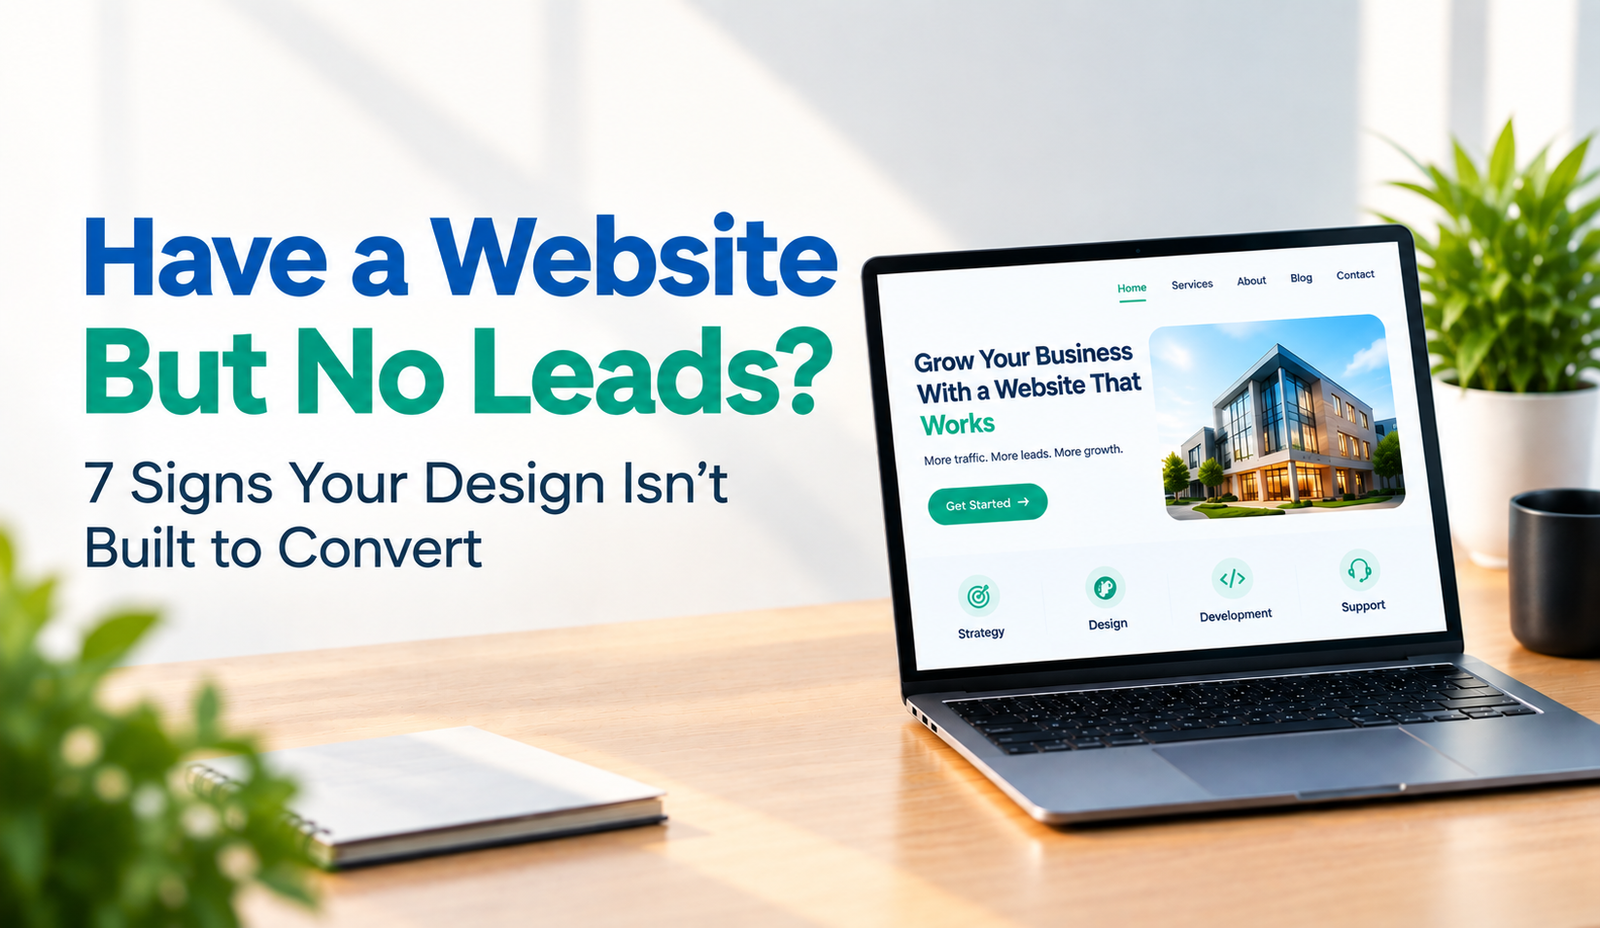 Have a Website
But No Leads?
7 Signs Your Design Isn't
Built to Convert
Home Services About Blog Contact
Grow Your Business
With a Website That
Works
More traffic. More leads. More growth.
Get Started →
Strategy Design Development Support